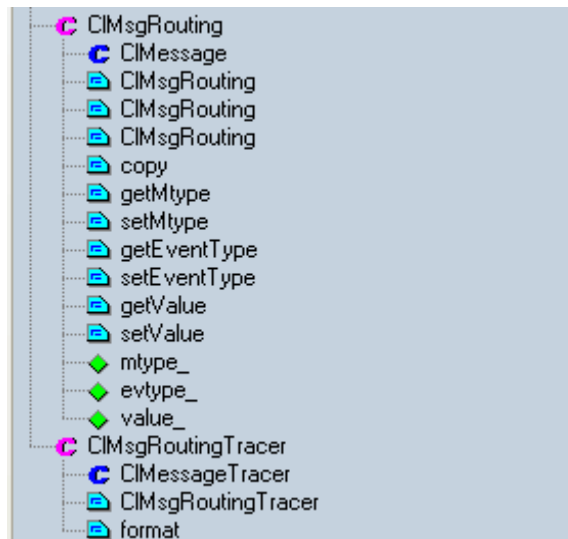 ClMsgRouting
ClMessage
ClMsgRouting
ClMsgRouting
ClMsgRouting
copy
getMtype
setMtype
getEventType
setEventType
getValue
setValue
mtype_
evtype_
value_
ClMsgRoutingTracer
ClMessageTracer
ClMsgRoutingTracer
format